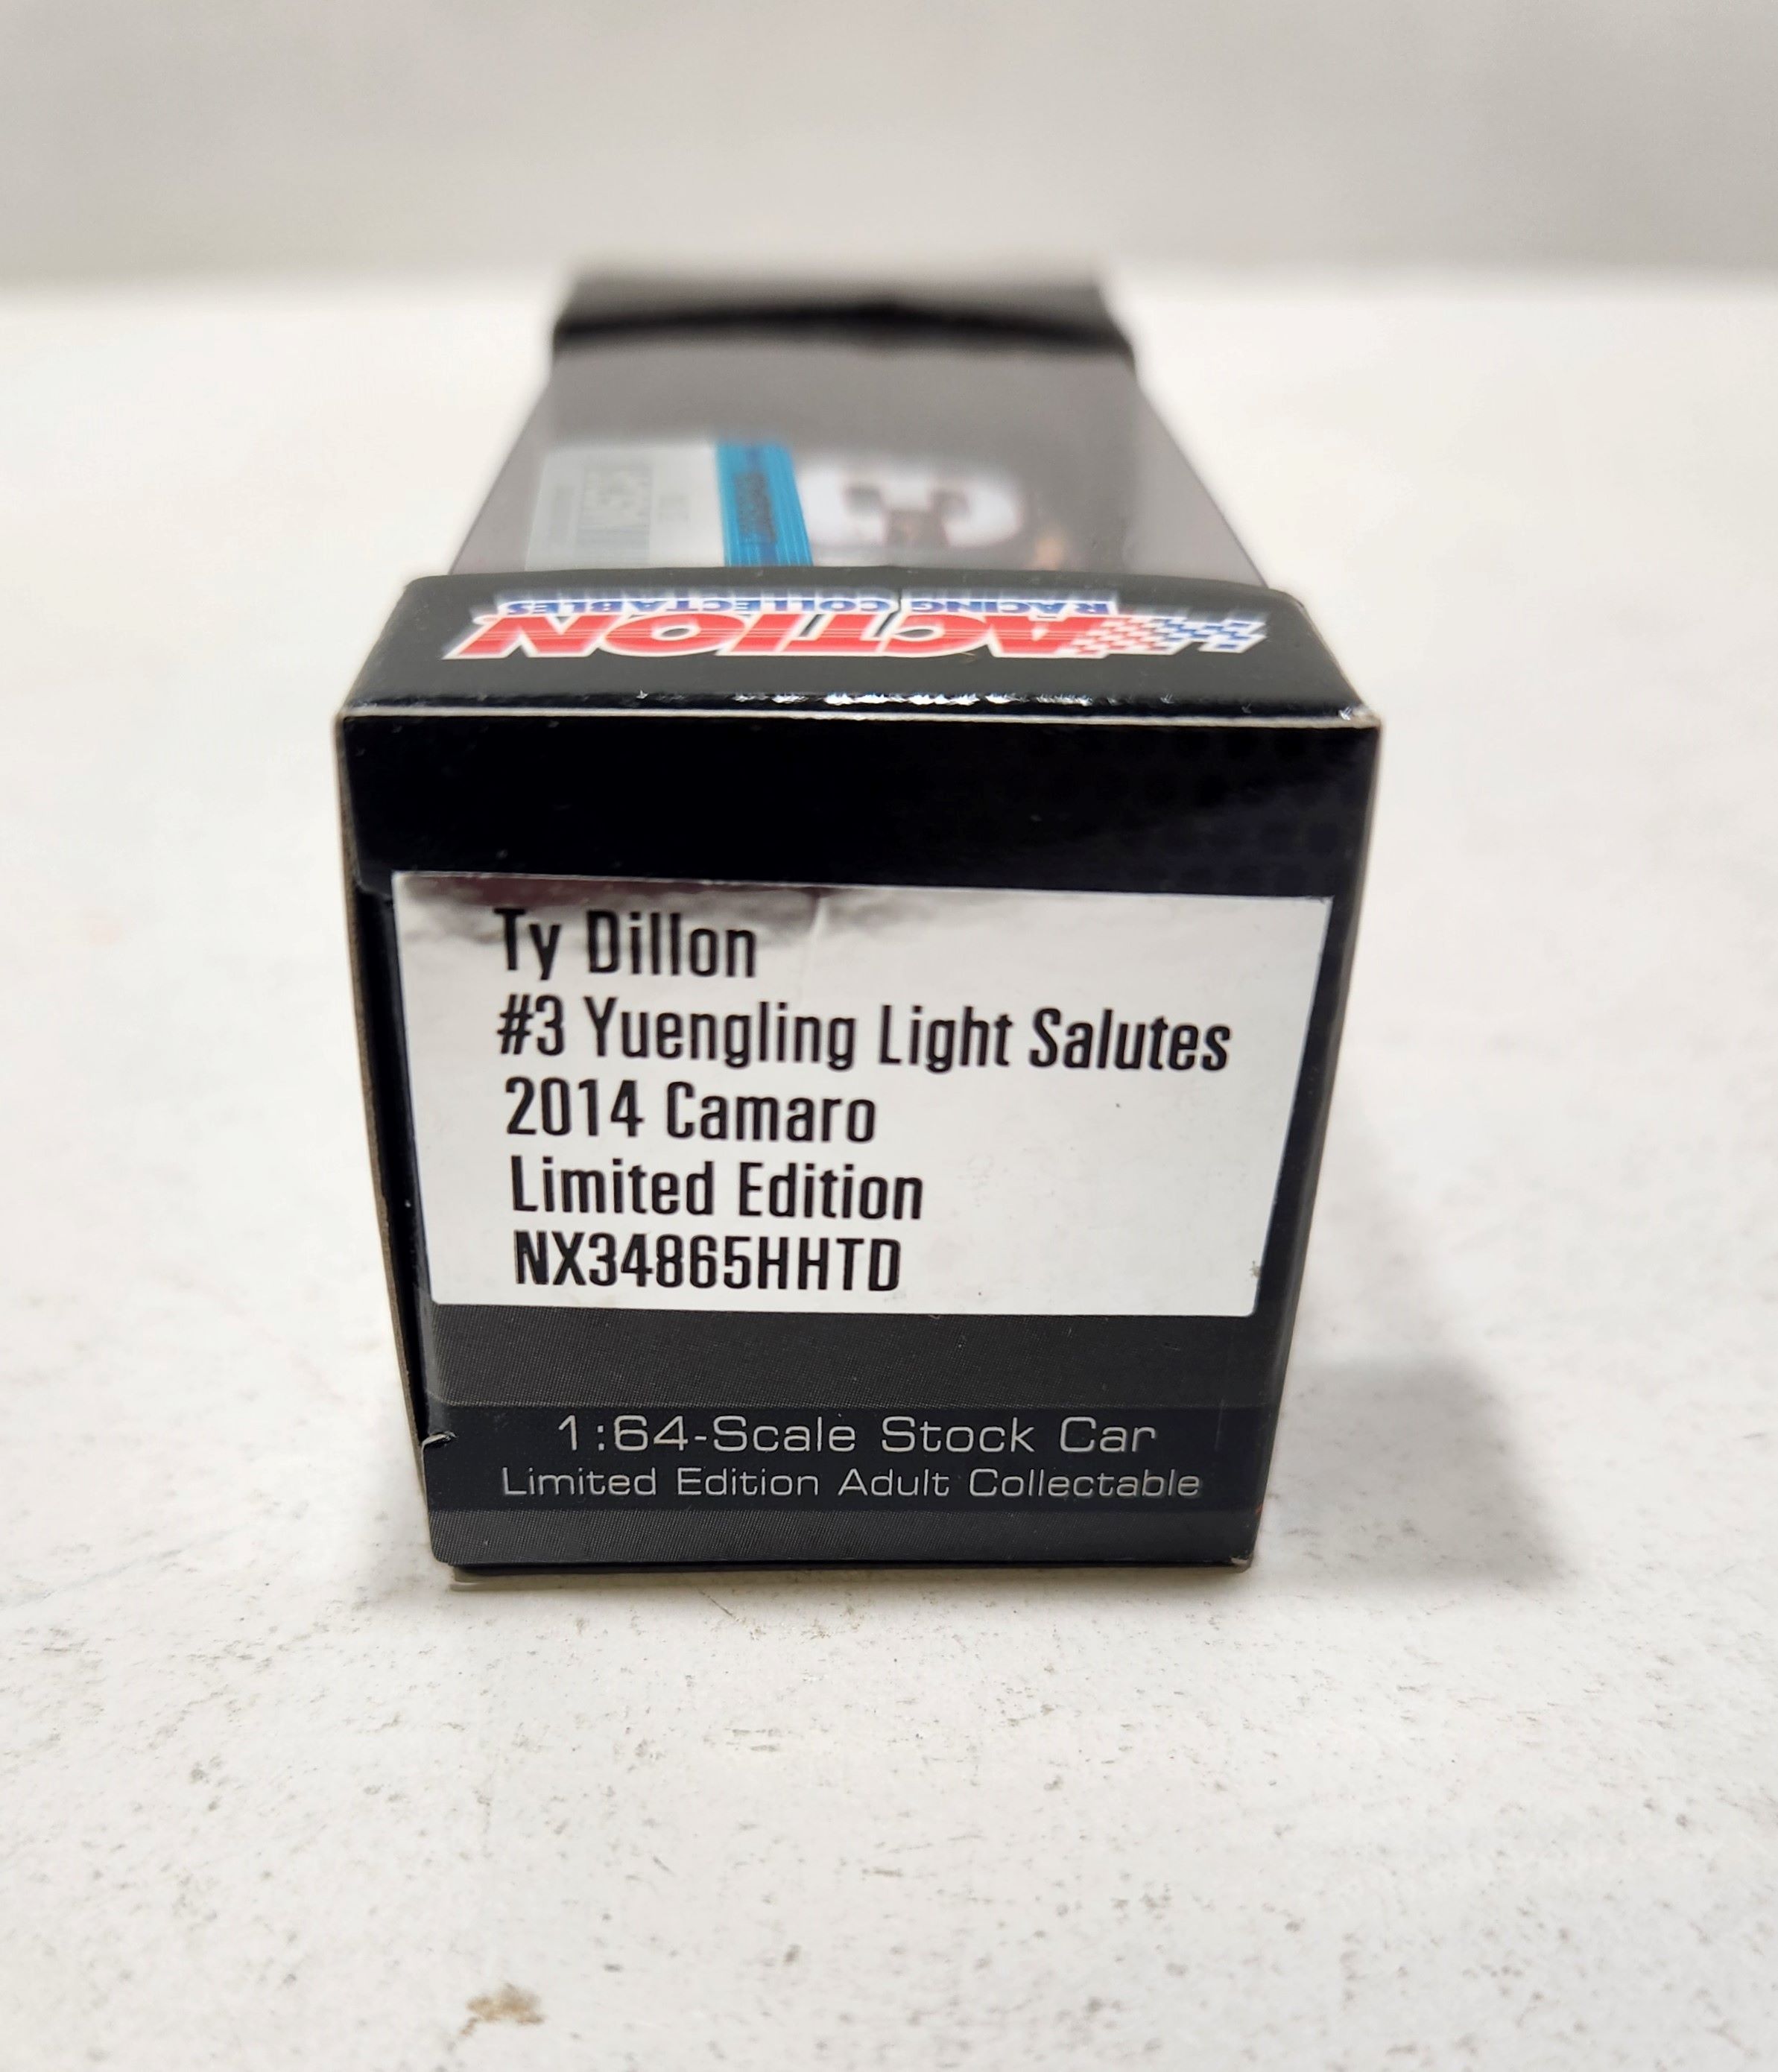 RACING COLLECTABLES
ACTION
Ty Dillon
#3 Yuengling Light Salutes
2014 Camaro
Limited Edition
NX34865HHTD
1:64-Scale Stock Car
Limited Edition Adult Collectable